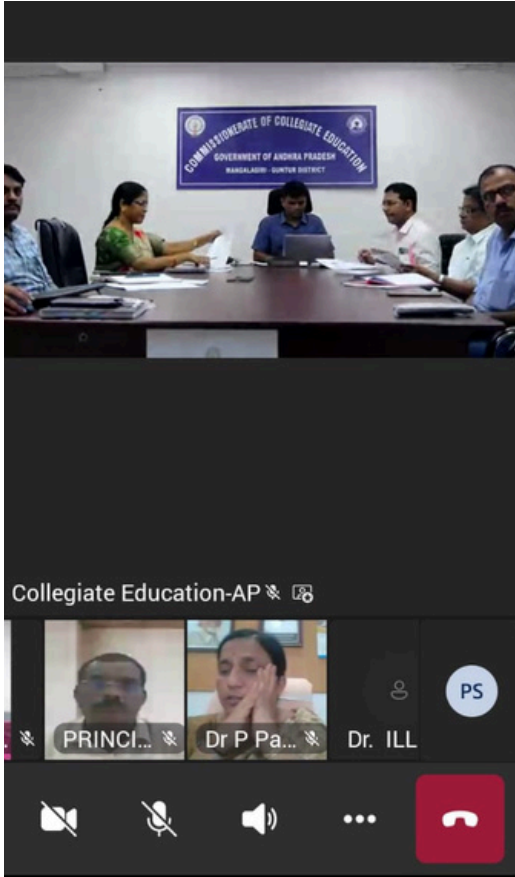 COMMISSIONERATE OF COLLEGIATE EDUCATION
GOVERNMENT OF ANDHRA PRADESH
MANGALAGIRI - GUNTUR DISTRICT
Collegiate Education-AP
PRINCI...
Dr P Pa...
Dr. ILL
PS